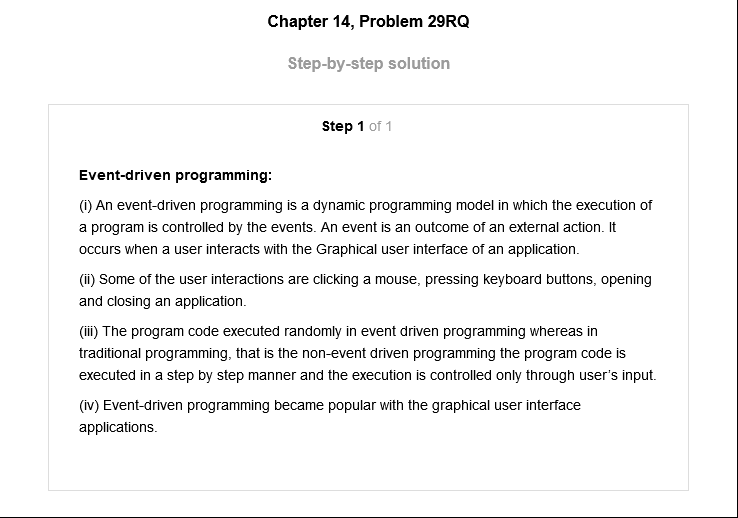 Chapter 14, Problem 29RQ
Step-by-step solution
Step 1 of 1
Event-driven programming:
(i) An event-driven programming is a dynamic programming model in which the execution of
a program is controlled by the events. An event is an outcome of an external action. It
occurs when a user interacts with the Graphical user interface of an application.
(ii) Some of the user interactions are clicking a mouse, pressing keyboard buttons, opening
and closing an application.
(iii) The program code executed randomly in event driven programming whereas in
traditional programming, that is the non-event driven programming the program code is
executed in a step by step manner and the execution is controlled only through user’s input.
(iv) Event-driven programming became popular with the graphical user interface
applications.